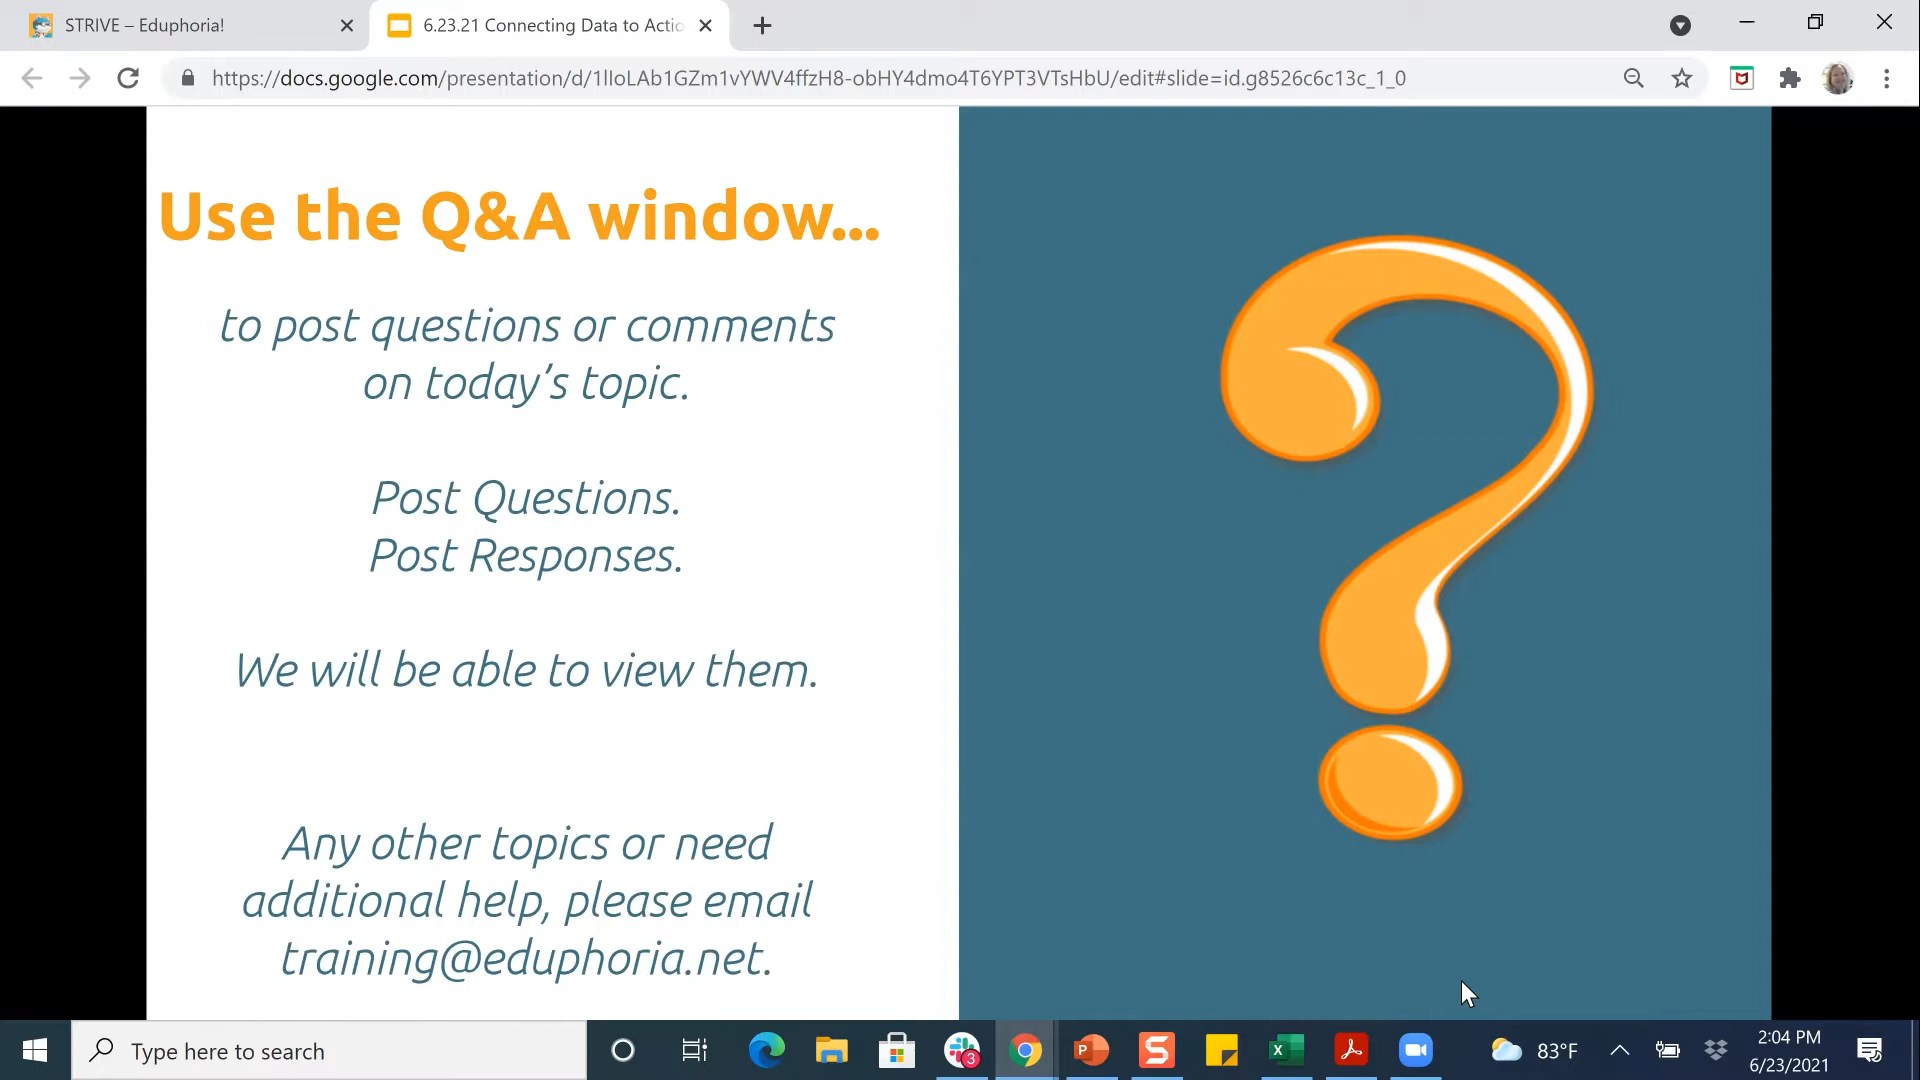 STRIVE – Eduphoria!
6.23.21 Connecting Data to Actio
https://docs.google.com/presentation/d/1lIoLAb1GZm1vYWV4ffzH8-obHY4dmo4T6YPT3VTsHbU/edit#slide=id.g8526c6c13c_1_0
Use the Q&A window...
to post questions or comments
on today’s topic.
Post Questions.
Post Responses.
We will be able to view them.
Any other topics or need
additional help, please email
training@eduphoria.net.
Type here to search
3
83°F
2:04 PM
6/23/2021